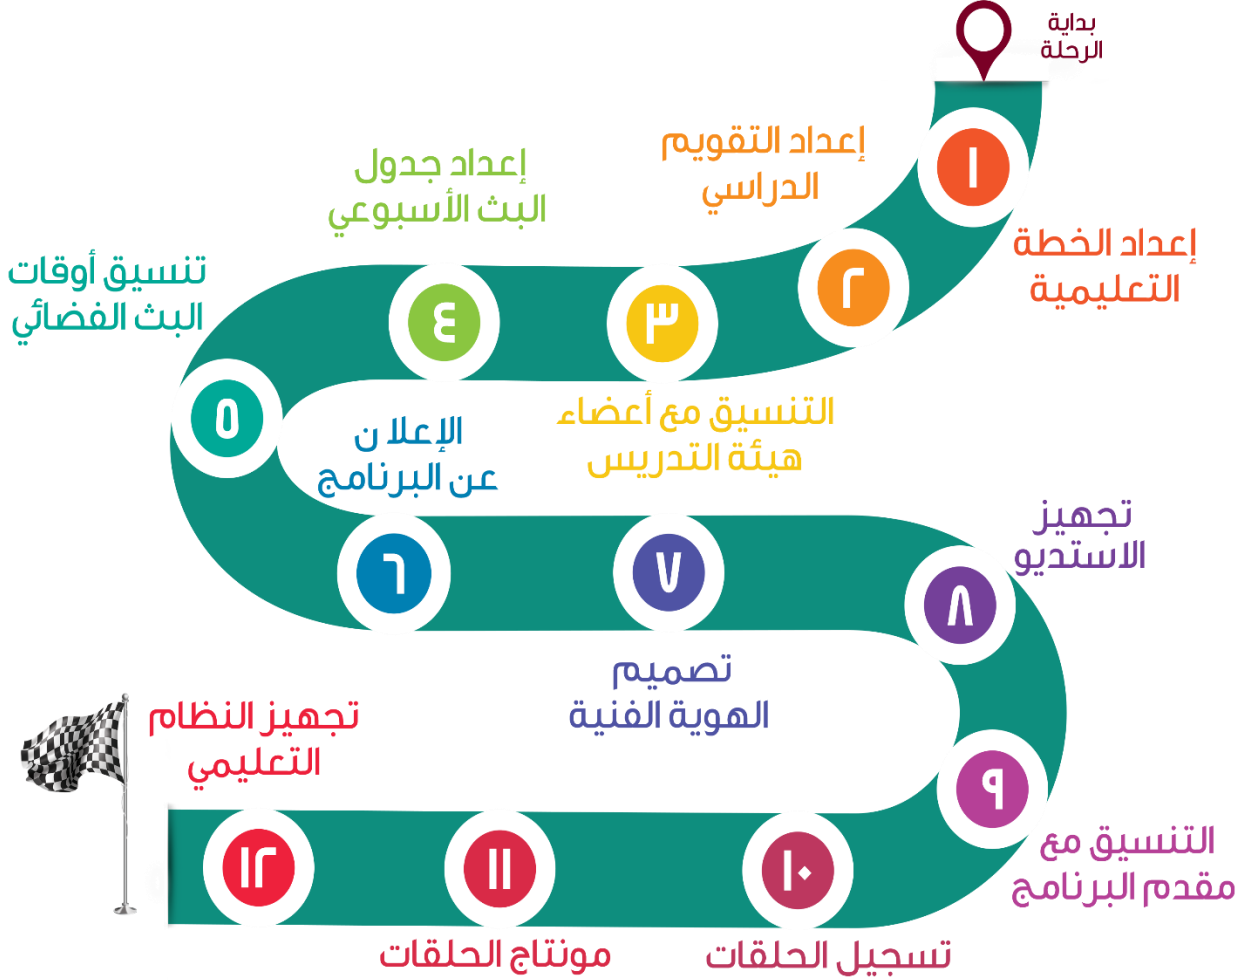 بداية
الرحلة
١
إعداد الخطة
التعليمية
٢
إعداد التقويم
الدراسي
٣
التنسيق مع أعضاء
هيئة التدريس
٤
إعداد جدول
البث الأسبوعي
٥
تنسيق أوقات
البث الفضائي
٦
الإعلا ن
عن البرنامج
٧
تصميم
الهوية الفنية
٨
تجهيز
الاستديو
٩
التنسيق مع
مقدم البرنامج
١٠
تسجيل الحلقات
١١
مونتاج الحلقات
١٢
تجهيز النظام
التعليمي